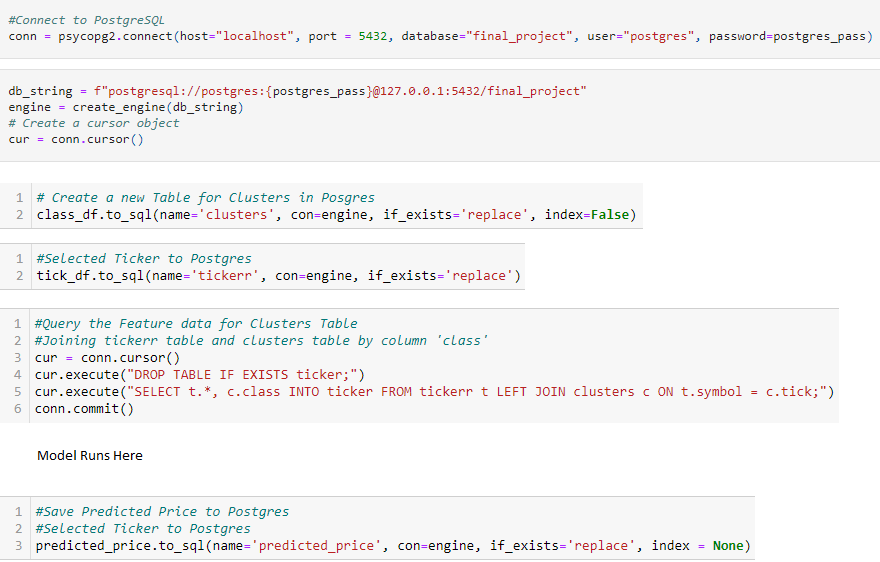 #Connect to PostgreSQL
conn = psycopg2.connect(host="localhost", port = 5432, database="final_project", user="postgres", password=postgres_pass)
db_string = f"postgresql://postgres:{postgres_pass}@127.0.0.1:5432/final_project"
engine = create_engine(db_string)
# Create a cursor object
cur = conn.cursor()
1 # Create a new Table for Clusters in Posgres
2 class_df.to_sql(name='clusters', con=engine, if_exists='replace', index=False)
1 #Selected Ticker to Postgres
2 tick_df.to_sql(name='tickerr', con=engine, if_exists='replace')
1 #Query the Feature data for Clusters Table
2 #Joining tickerr table and clusters table by column 'class'
3 cur = conn.cursor()
4 cur.execute("DROP TABLE IF EXISTS ticker;")
5 cur.execute("SELECT t.*, c.class INTO ticker FROM tickerr t LEFT JOIN clusters c ON t.symbol = c.tick;")
6 conn.commit()
Model Runs Here
1 #Save Predicted Price to Postgres
2 #Selected Ticker to Postgres
3 predicted_price.to_sql(name='predicted_price', con=engine, if_exists='replace', index = None)